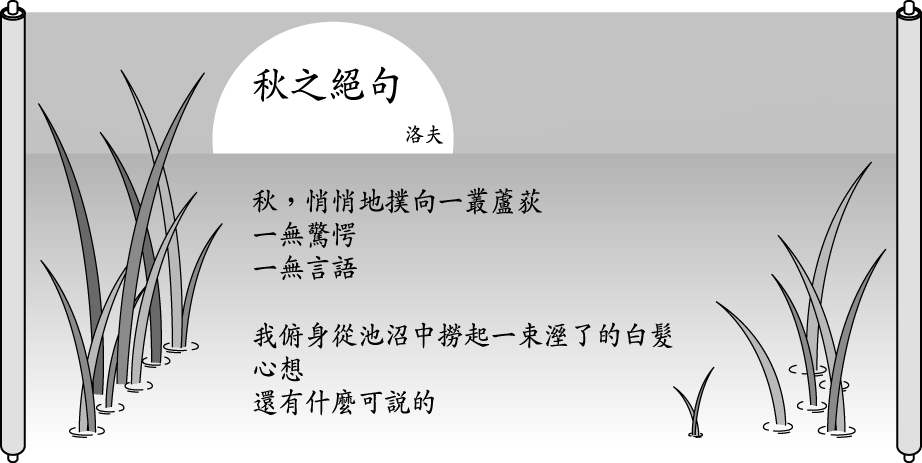 秋之絕句
洛夫
秋，悄悄地撲向一叢蘆荻
一無驚愕
一無言語
我俯身從池沼中撈起一束溼了的白髮
心想
還有什麼可說的